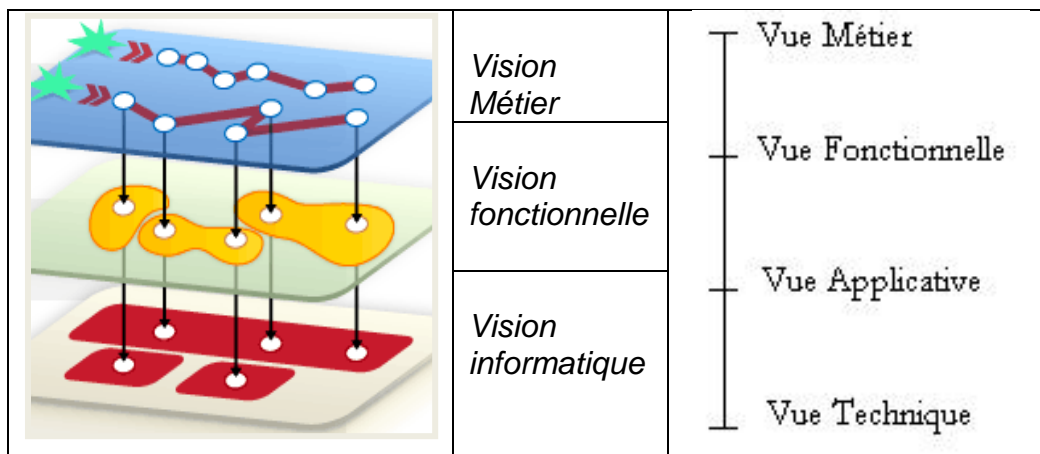 Vision
Métier
Vision
fonctionnelle
Vision
informatique
Vue Métier
Vue Fonctionnelle
Vue Applicative
Vue Technique